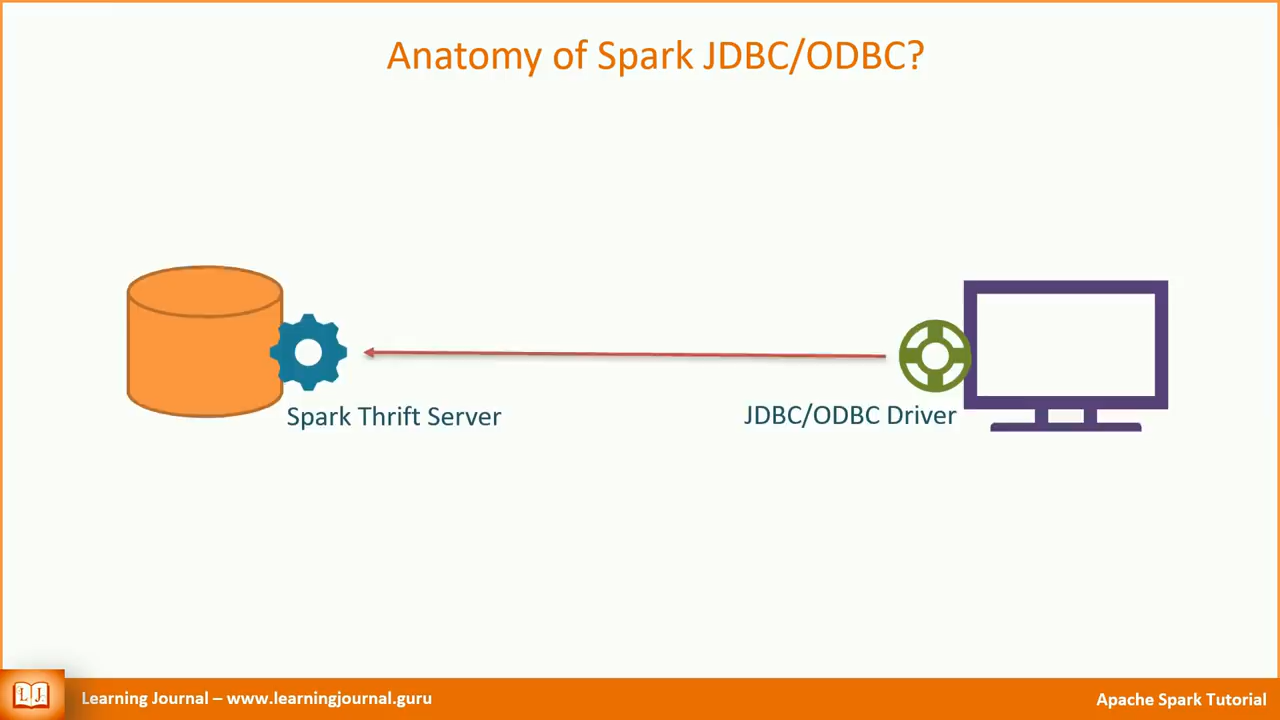 Anatomy of Spark JDBC/ODBC?
Spark Thrift Server
JDBC/ODBC Driver
LJ
Learning Journal – www.learningjournal.guru
Apache Spark Tutorial